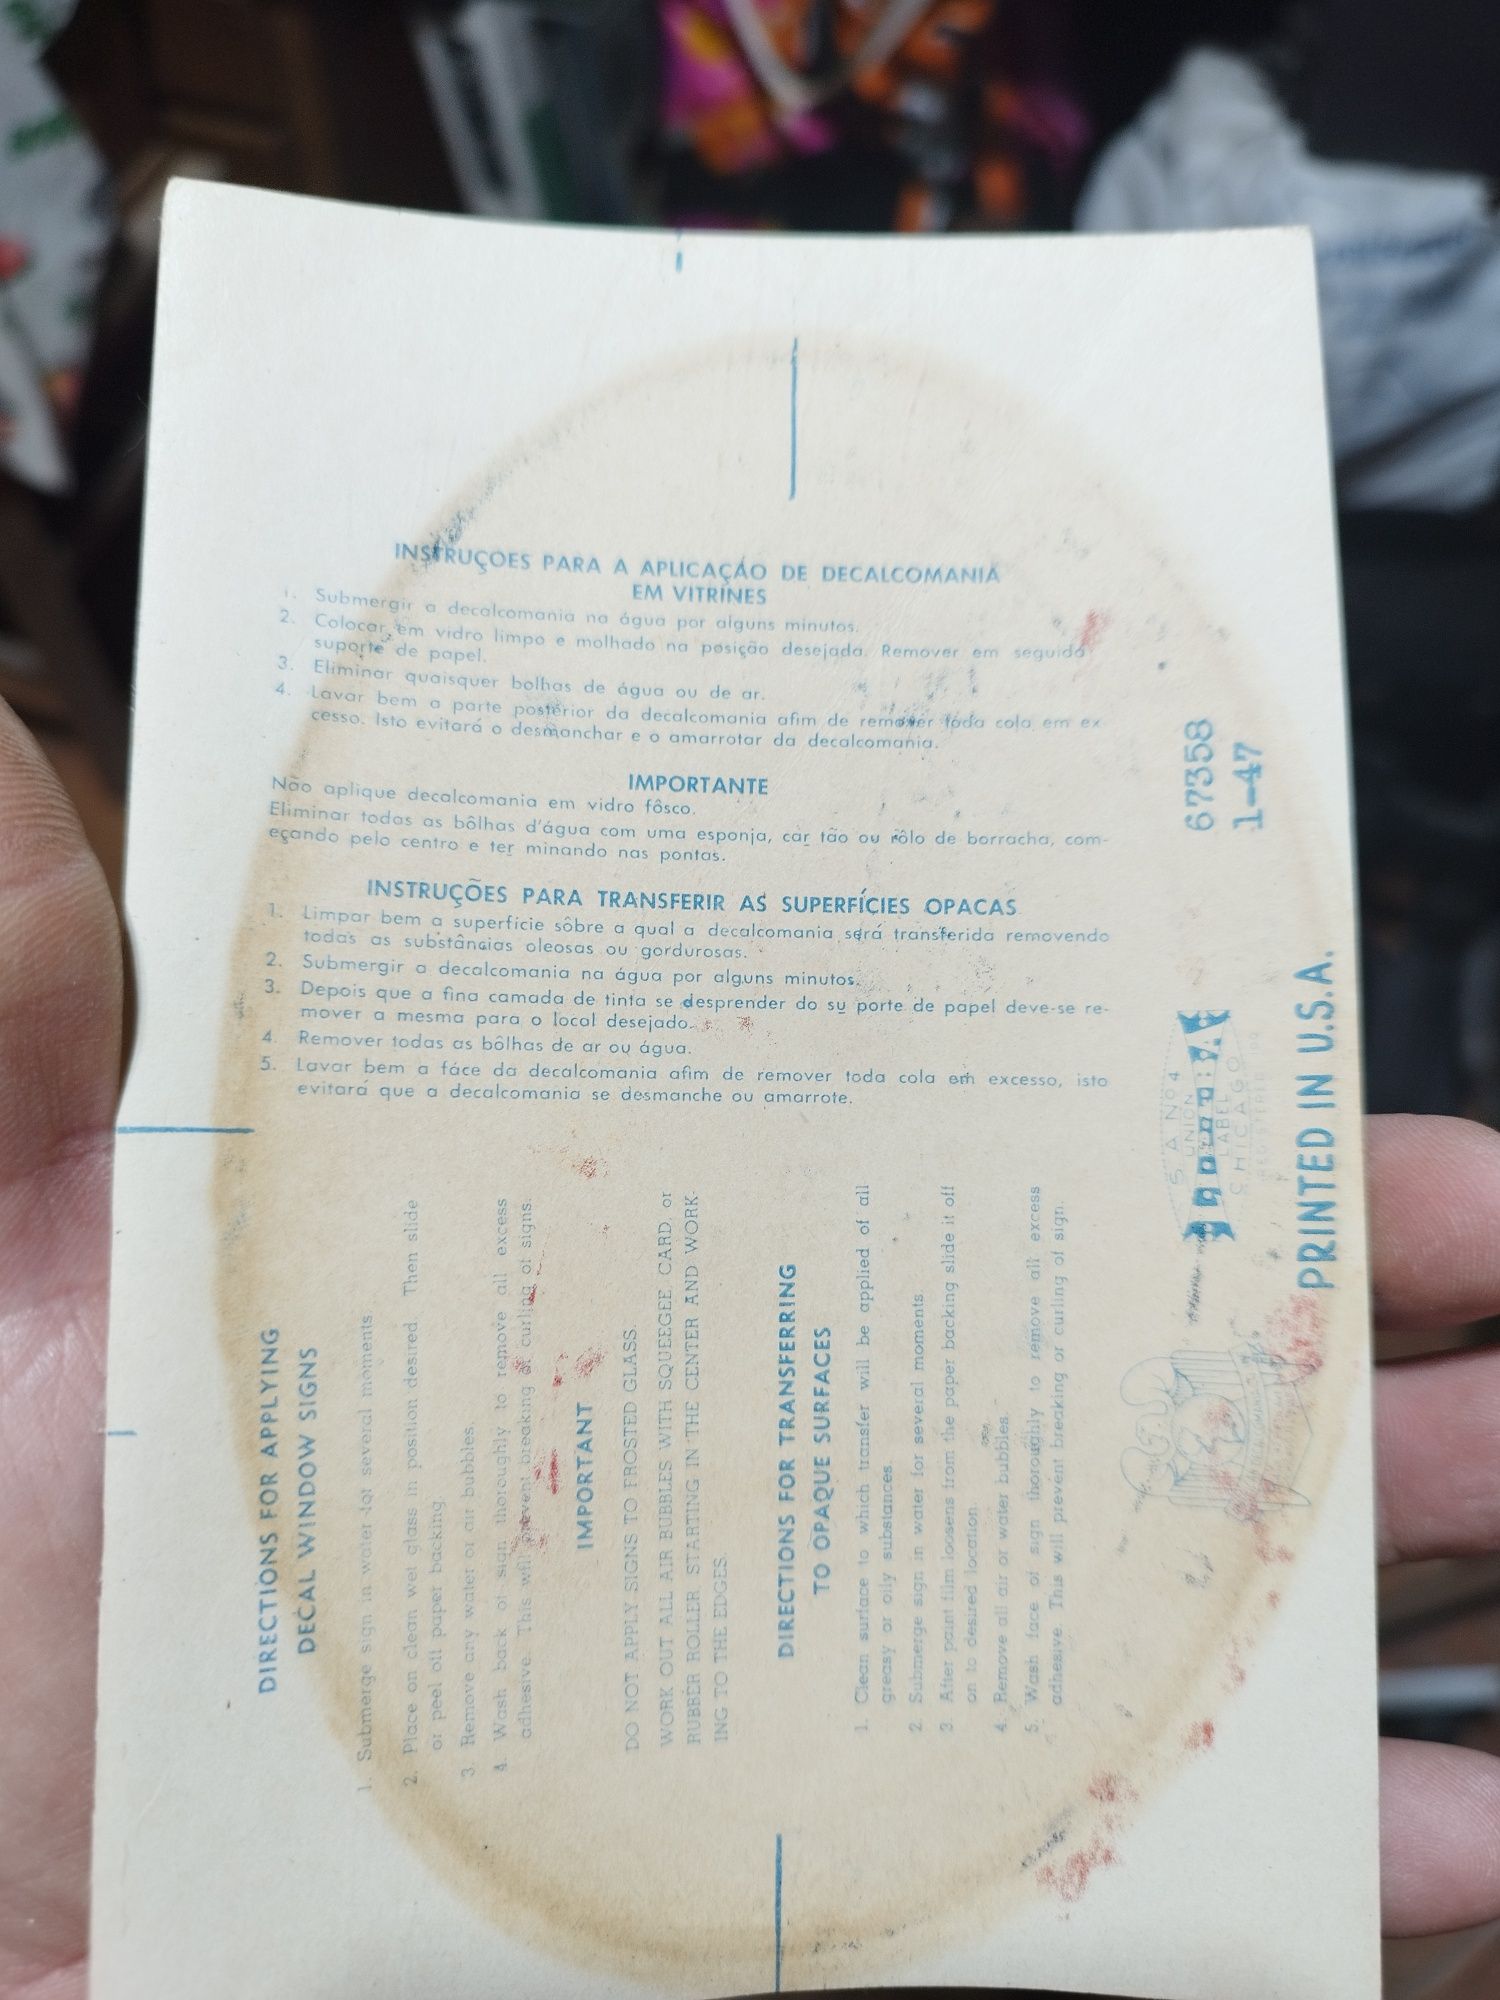 INSTRUÇOES PARA A APLICAÇÁO DE DECALCOMANIA
EM VITRINES
1. Submergir a decalcomania na água por alguns minutos.
2. Colocar em vidro limpo e molhado na posição desejada. Remover em seguida
suporte de papel.
3. Eliminar quaisquer bolhas de água ou de ar.
4. Lavar bem a parte posterior da decalcomania afim de remover toda cola em ex
cesso. Isto evitará o desmanchar e o amarrotar da decalcomania.
IMPORTANTE
Não aplique decalcomania em vidro fôsco.
Eliminar todas as bôlhas d'água com uma esponja, car tão ou rôlo de borracha, com-
eçando pelo centro e ter minando nas pontas.
INSTRUÇÕES PARA TRANSFERIR AS SUPERFÍCIES OPACAS
1. Limpar bem a superfície sôbre a qual a decalcomania será transferida removendo
todas as substâncias oleosas ou gordurosas.
2. Submergir a decalcomania na água por alguns minutos.
3. Depois que a fina camada de tinta se desprender do su porte de papel deve-se re-
mover a mesma para o local desejado.
4. Remover todas as bôlhas de ar ou água.
5. Lavar bem a face da decalcomania afim de remover toda cola em excesso, isto
evitará que a decalcomania se desmanche ou amarrote.
DIRECTIONS FOR APPLYING
DECAL WINDOW SIGNS
1. Submerge sign in water for several moments
2. Place on clean wet glass in position desired. Then slide
or peel off paper backing.
3. Remove any water or air bubbles.
4. Wash back of sign thoroughly to remove all excess
adhesive. This will prevent breaking or curling of signs.
IMPORTANT
DO NOT APPLY SIGNS TO FROSTED GLASS.
WORK OUT ALL AIR BUBBLES WITH SQUEEGEE, CARD, or
RUBBER ROLLER STARTING IN THE CENTER AND WORK-
ING TO THE EDGES.
DIRECTIONS FOR TRANSFERRING
TO OPAQUE SURFACES
1. Clean surface to which transfer will be applied of all
greasy or oily substances
2. Submerge sign in water for several moments
3. After paint film loosens from the paper backing slide it off
on to desired location.
4. Remove all air or water bubbles.
5. Wash face of sign thoroughly to remove all excess
adhesive. This will prevent breaking or curling of sign.
67358
1-47
UNION
LABEL
CHICAGO
PRINTED IN U.S.A.